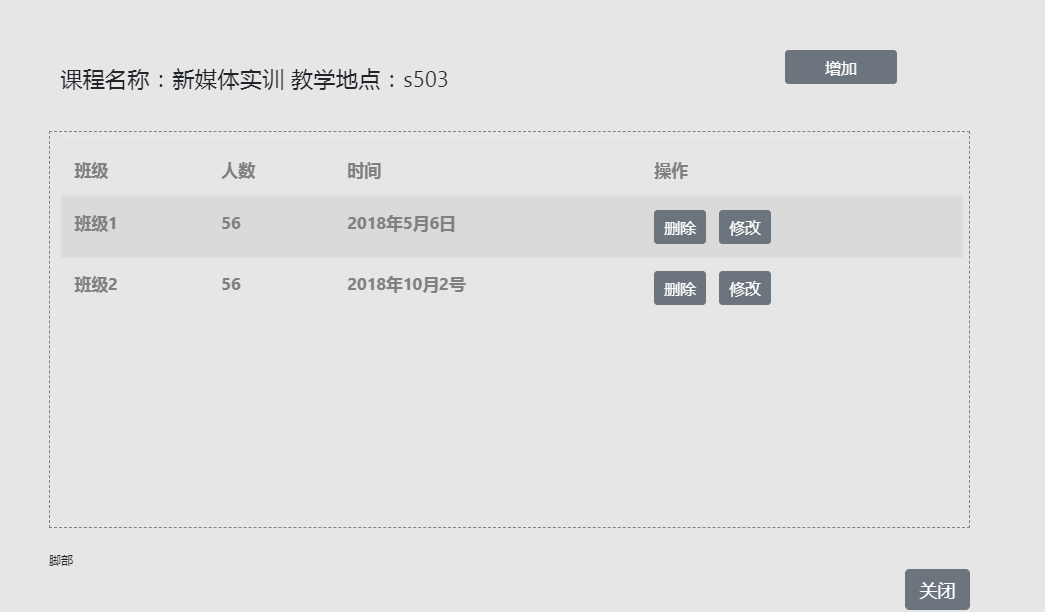 课程名称：新媒体实训 教学地点：s503
增加
班级 人数 时间 操作
班级1 56 2018年5月6日 删除 修改
班级2 56 2018年10月2号 删除 修改
脚部
关闭